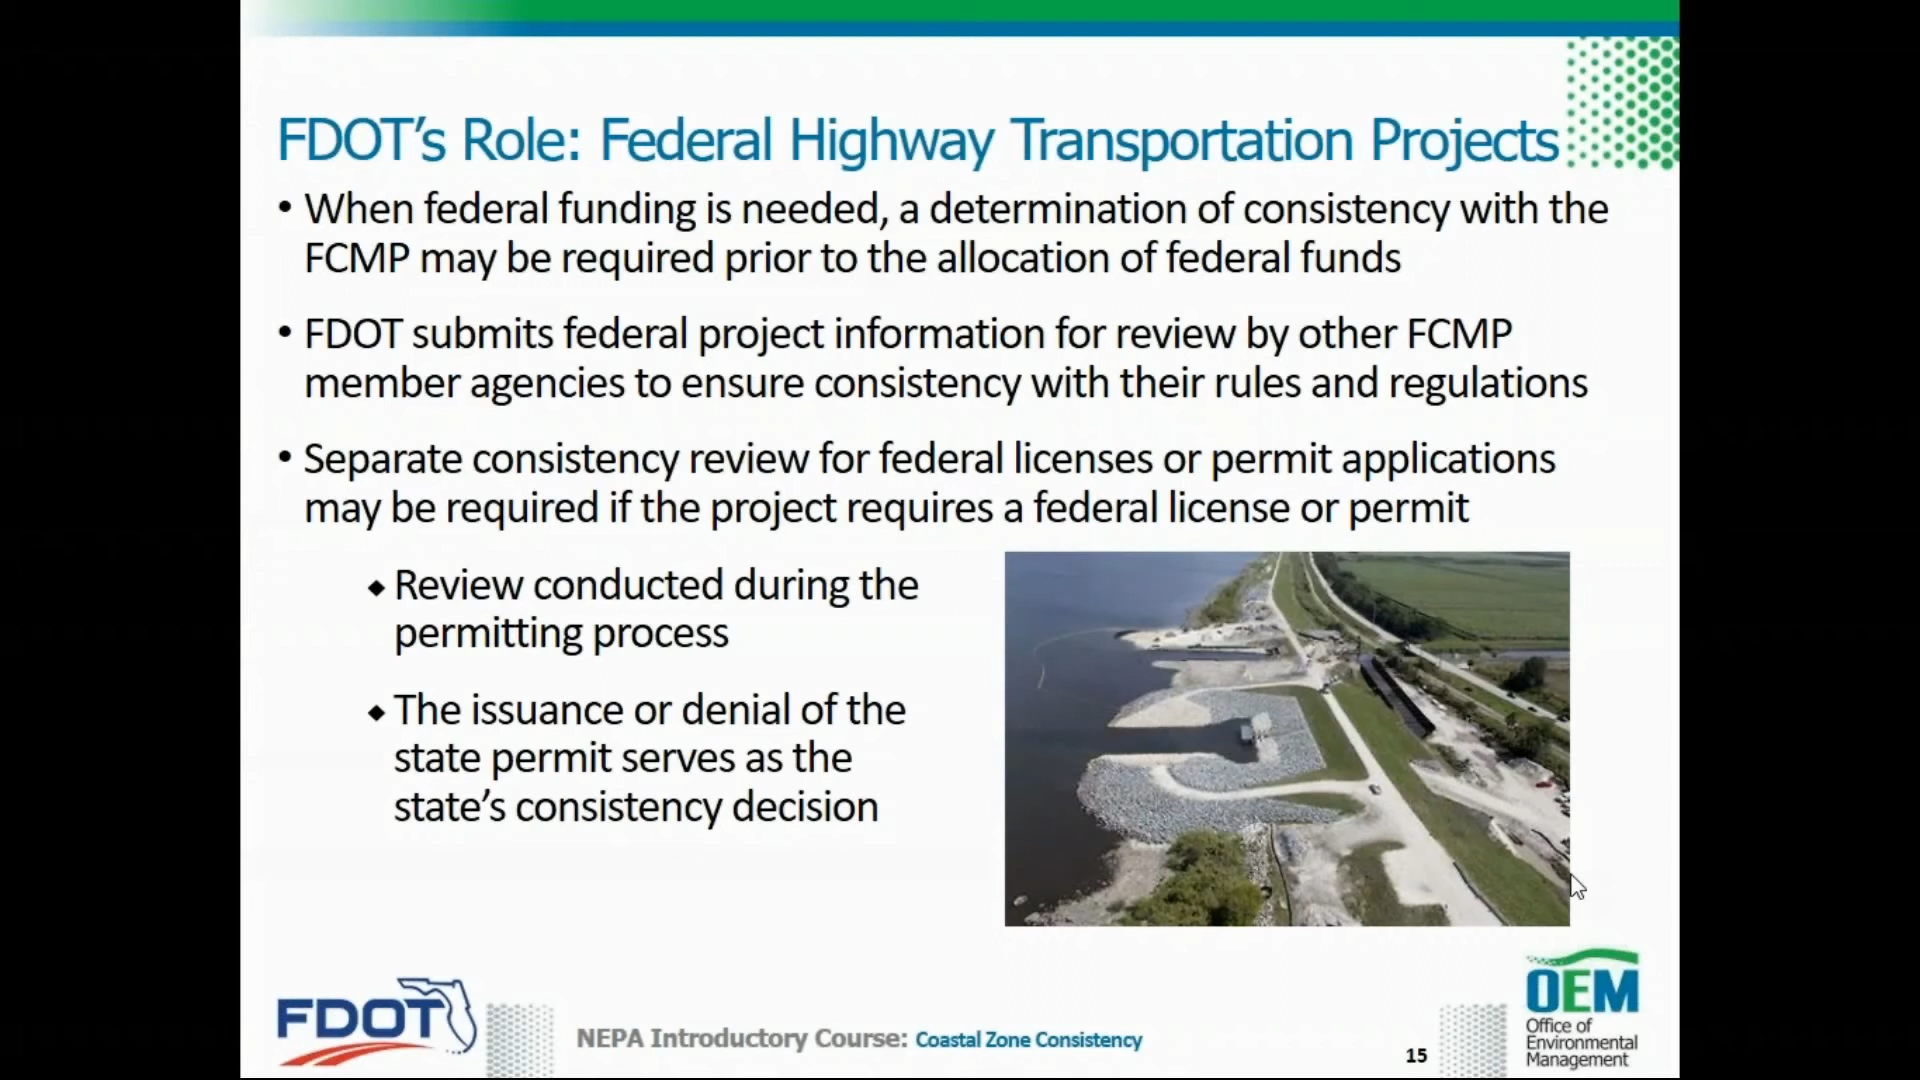 FDOT's Role: Federal Highway Transportation Projects
• When federal funding is needed, a determination of consistency with the
FCMP may be required prior to the allocation of federal funds
• FDOT submits federal project information for review by other FCMP
member agencies to ensure consistency with their rules and regulations
• Separate consistency review for federal licenses or permit applications
may be required if the project requires a federal license or permit
◆ Review conducted during the
permitting process
◆ The issuance or denial of the
state permit serves as the
state's consistency decision
FDOT
NEPA Introductory Course: Coastal Zone Consistency
15
OEM
Office of
Environmental
Management